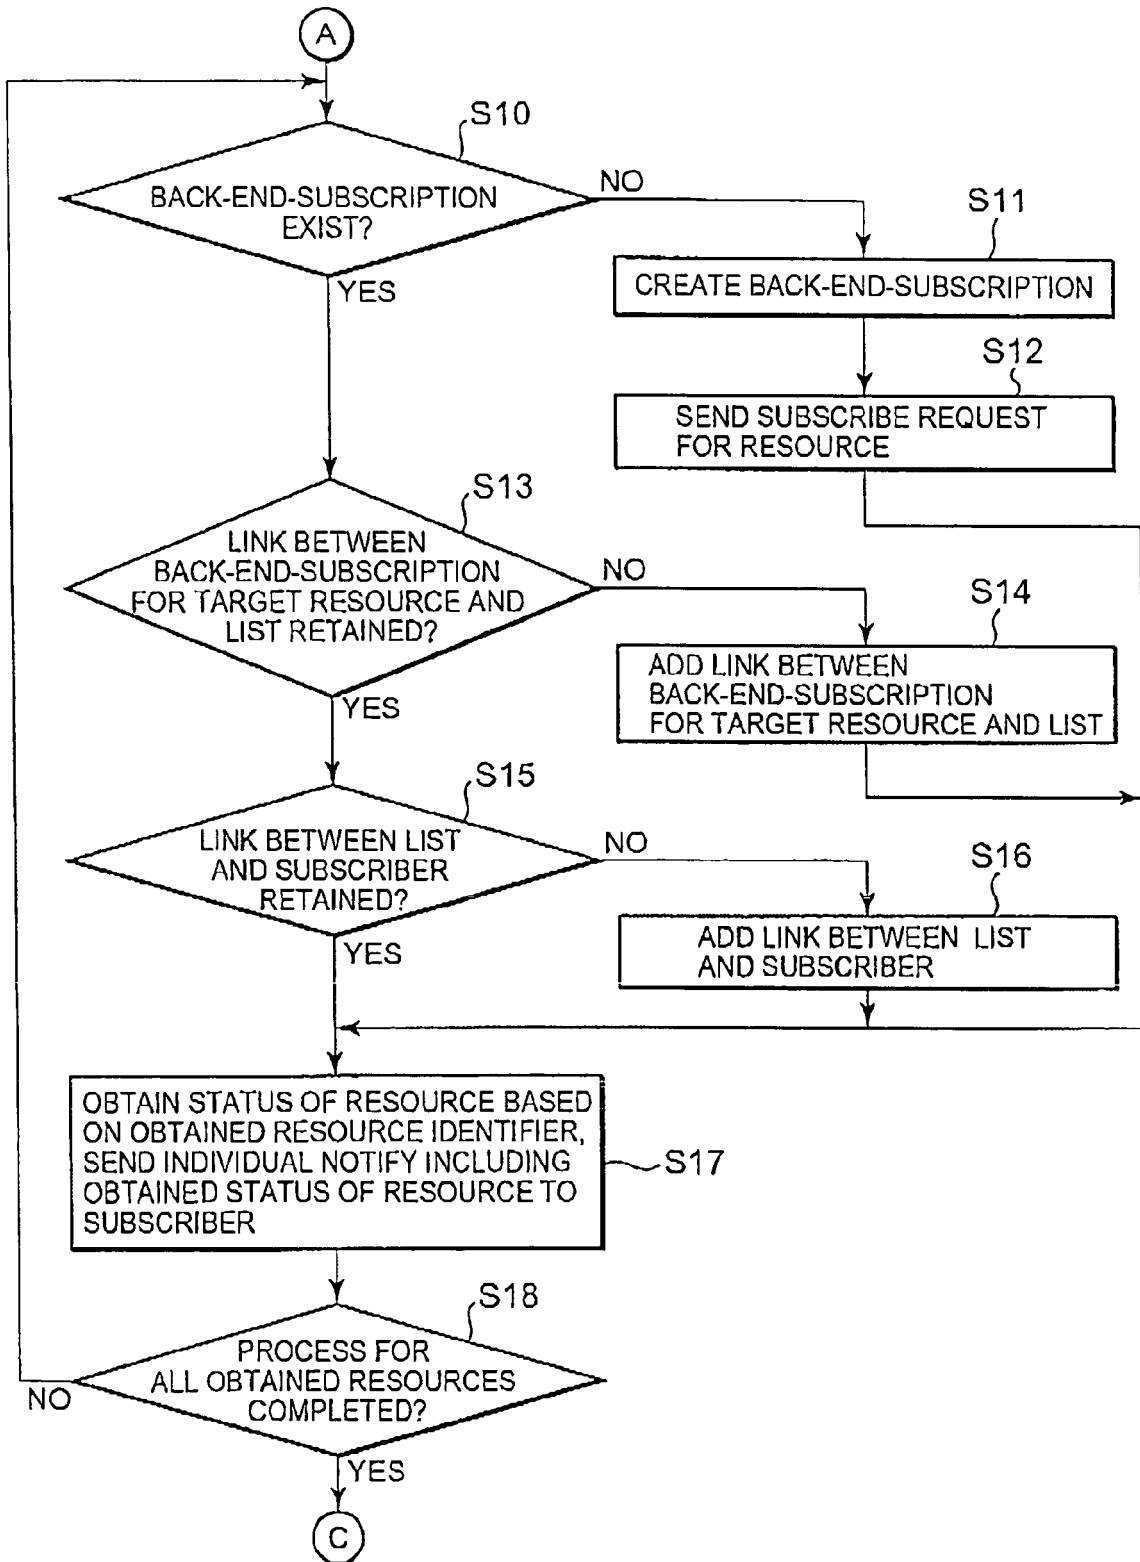 A
S10
BACK-END-SUBSCRIPTION
EXIST?
NO
YES
S11
CREATE BACK-END-SUBSCRIPTION
S12
SEND SUBSCRIBE REQUEST
FOR RESOURCE
S13
LINK BETWEEN
BACK-END-SUBSCRIPTION
FOR TARGET RESOURCE AND
LIST RETAINED?
NO
YES
S14
ADD LINK BETWEEN
BACK-END-SUBSCRIPTION
FOR TARGET RESOURCE AND LIST
S15
LINK BETWEEN LIST
AND SUBSCRIBER
RETAINED?
NO
YES
S16
ADD LINK BETWEEN LIST
AND SUBSCRIBER
OBTAIN STATUS OF RESOURCE BASED
ON OBTAINED RESOURCE IDENTIFIER,
SEND INDIVIDUAL NOTIFY INCLUDING
OBTAINED STATUS OF RESOURCE TO
SUBSCRIBER
S17
S18
PROCESS FOR
ALL OBTAINED RESOURCES
COMPLETED?
NO
YES
C